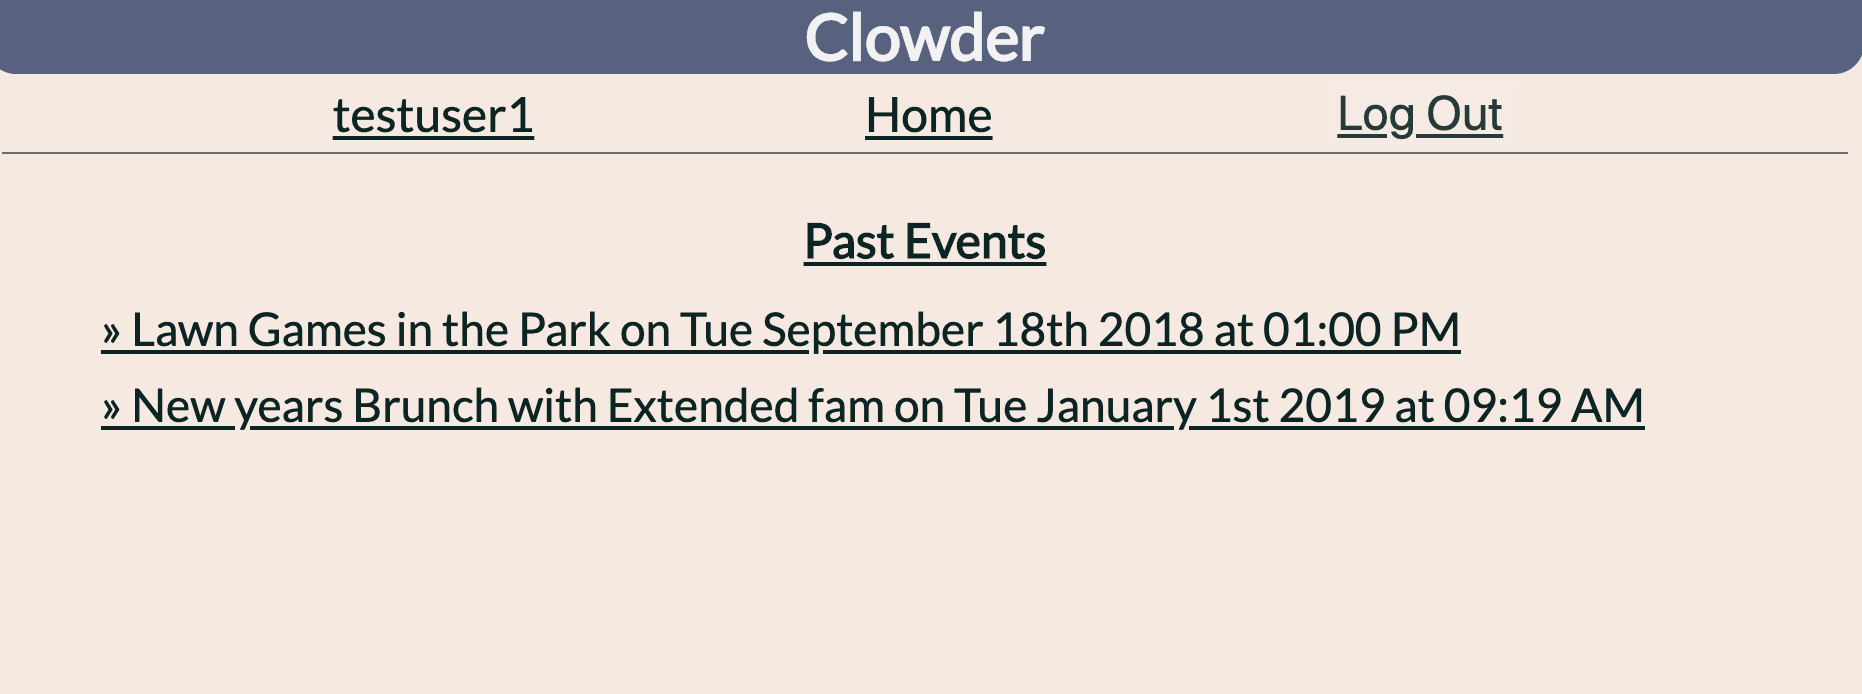 Clowder
testuser1 Home Log Out
Past Events
» Lawn Games in the Park on Tue September 18th 2018 at 01:00 PM
» New years Brunch with Extended fam on Tue January 1st 2019 at 09:19 AM